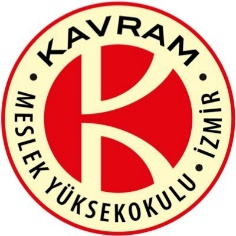 KAVRAM
• MESLEK YÜKSEKOKULU • İZMİR
K